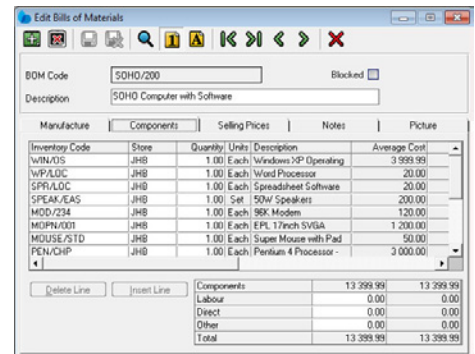 Edit Bills of Materials
BOM Code SOHO/200 Blocked
Description SOHO Computer with Software
Manufacture | Components | Selling Prices | Notes | Picture
Inventory Code Store Quantity Units Description Average Cost
WIN/OS JHB 1.00 Each Windows XP Operating 3 999.99
WP/LOC JHB 1.00 Each Word Processor 20.00
SPR/LOC JHB 1.00 Each Spreadsheet Software 20.00
SPEAK/EAS JHB 1.00 Set 50W Speakers 200.00
MOD/234 JHB 1.00 Each 96K Modem 120.00
MOPN/001 JHB 1.00 Each EPL 17inch SVGA 1 200.00
MOUSE/STD JHB 1.00 Each Super Mouse with Pad 50.00
PEN/CHP JHB 1.00 Each Pentium 4 Processor - 3 000.00
Delete Line Insert Line Components 13 399.99 13 399.99
Labour 0.00 0.00
Direct 0.00 0.00
Other 0.00 0.00
Total 13 399.99 13 399.99